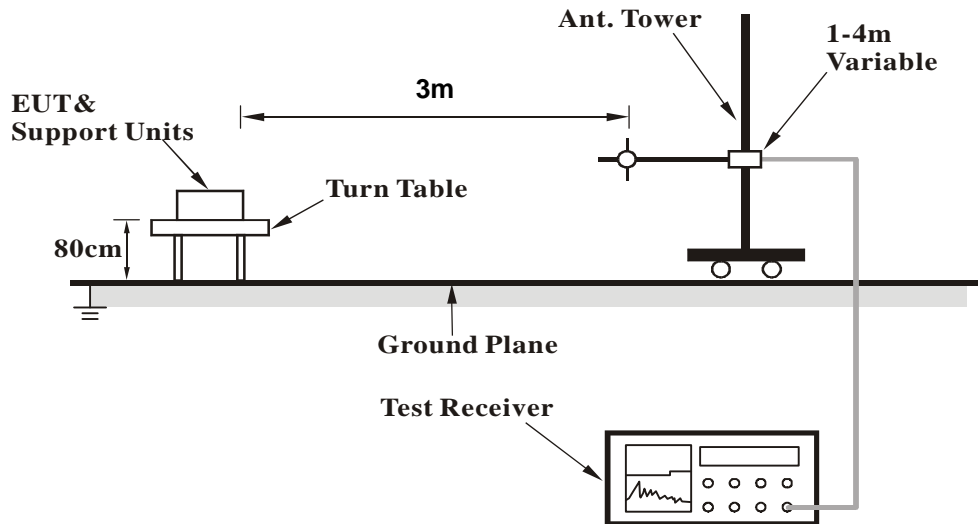 Ant. Tower
1-4m
Variable
3m
EUT&
Support Units
Turn Table
80cm
Ground Plane
Test Receiver